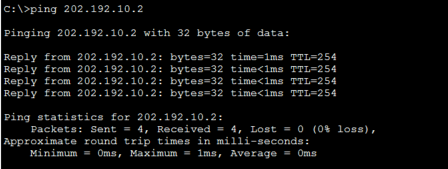 C:\>ping 202.192.10.2
Pinging 202.192.10.2 with 32 bytes of data:
Reply from 202.192.10.2: bytes=32 time=1ms TTL=254
Reply from 202.192.10.2: bytes=32 time<1ms TTL=254
Reply from 202.192.10.2: bytes=32 time<1ms TTL=254
Reply from 202.192.10.2: bytes=32 time<1ms TTL=254
Ping statistics for 202.192.10.2:
Packets: Sent = 4, Received = 4, Lost = 0 (0% loss),
Approximate round trip times in milli-seconds:
Minimum = 0ms, Maximum = 1ms, Average = 0ms